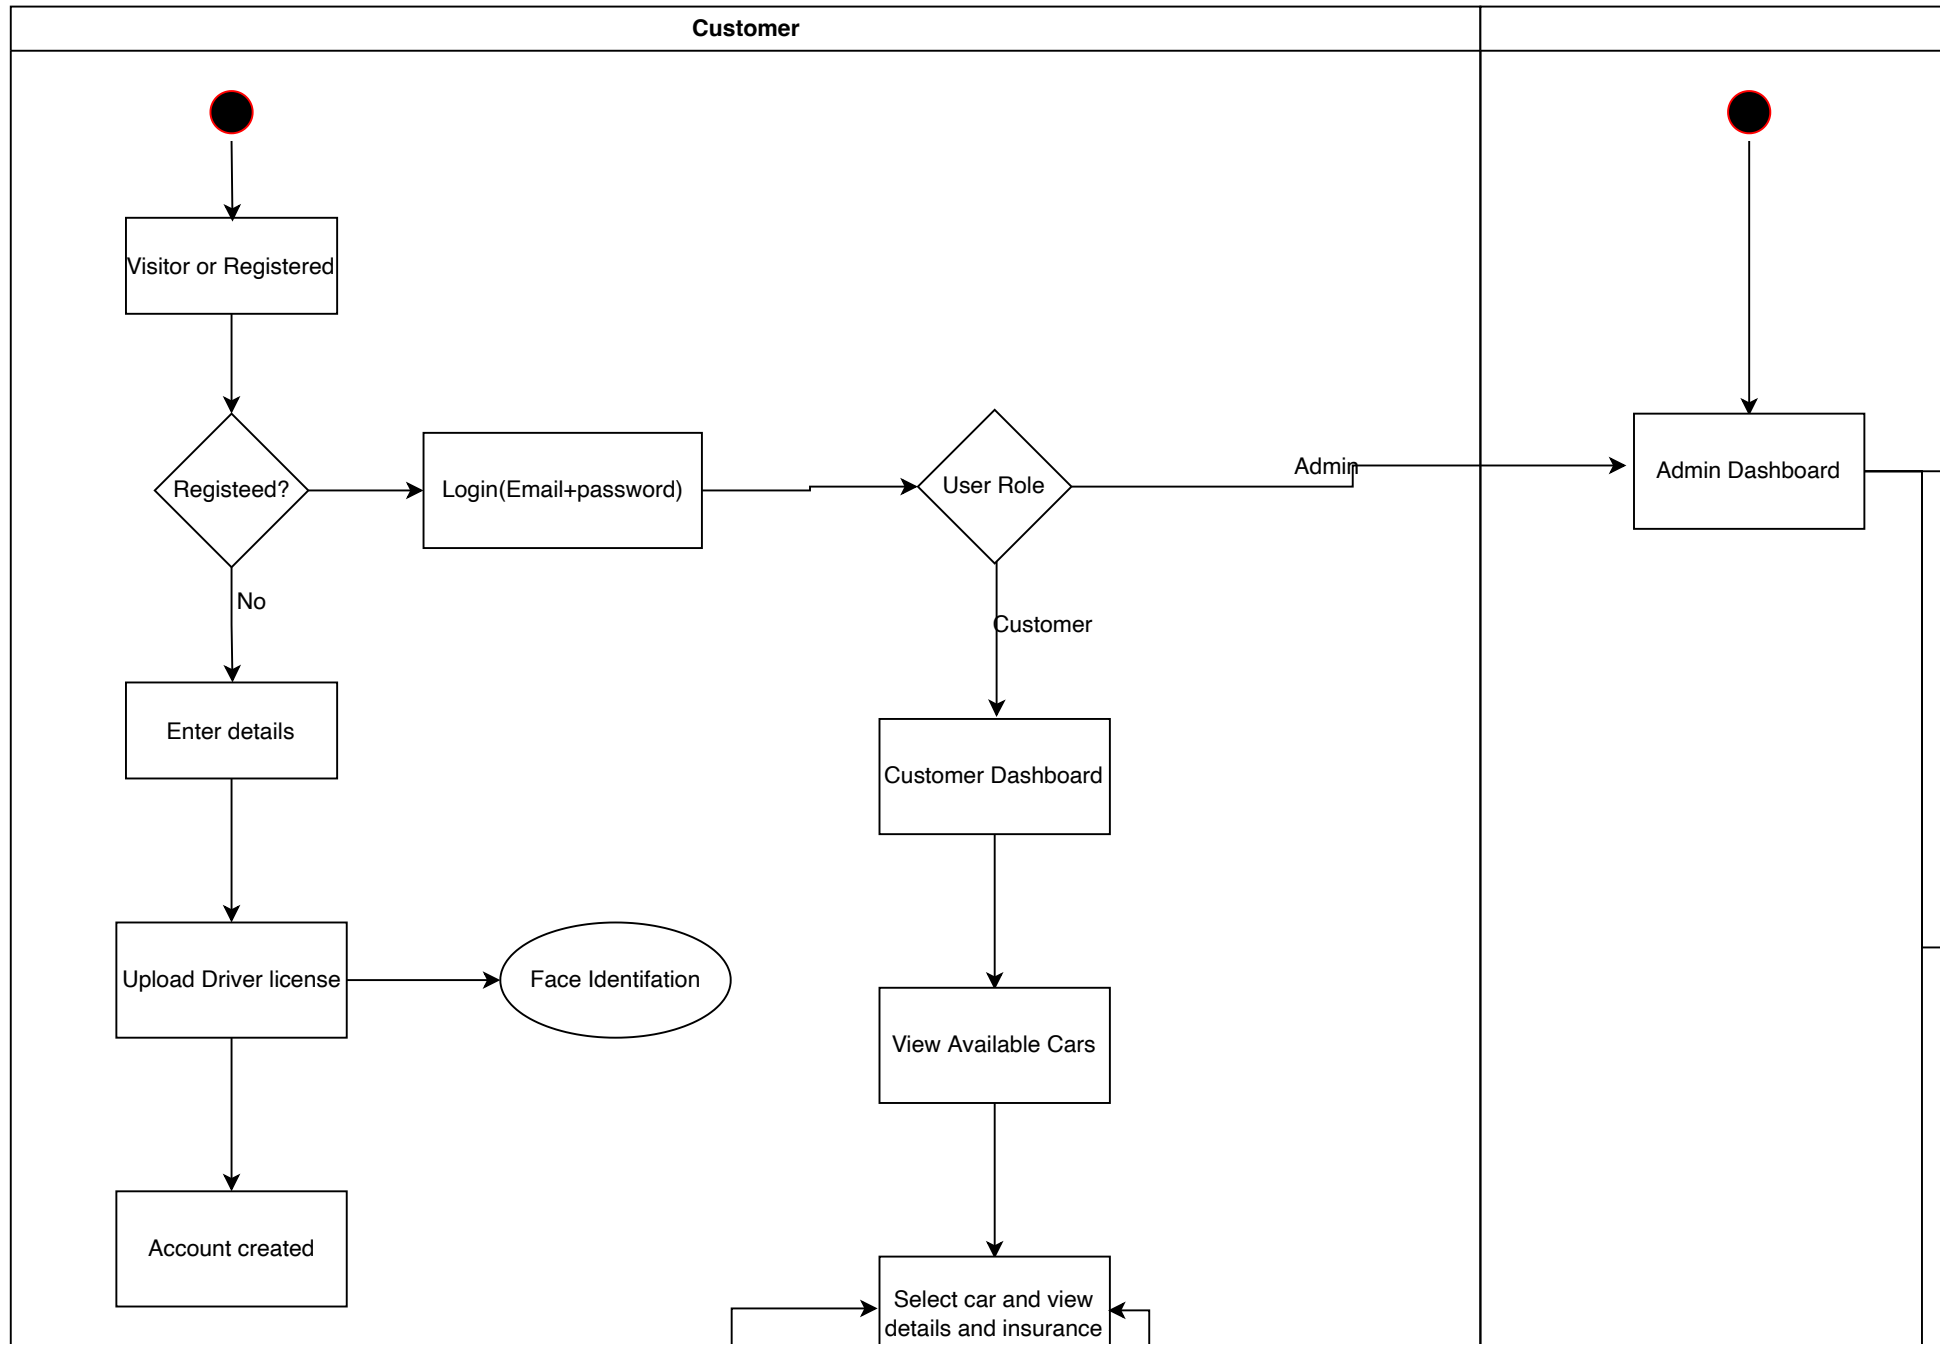 Customer
Visitor or Registered
Registeed?
Login(Email+password)
User Role
Admin
Admin Dashboard
No
Customer
Enter details
Customer Dashboard
Upload Driver license
Face Identifation
View Available Cars
Account created
Select car and view
details and insurance